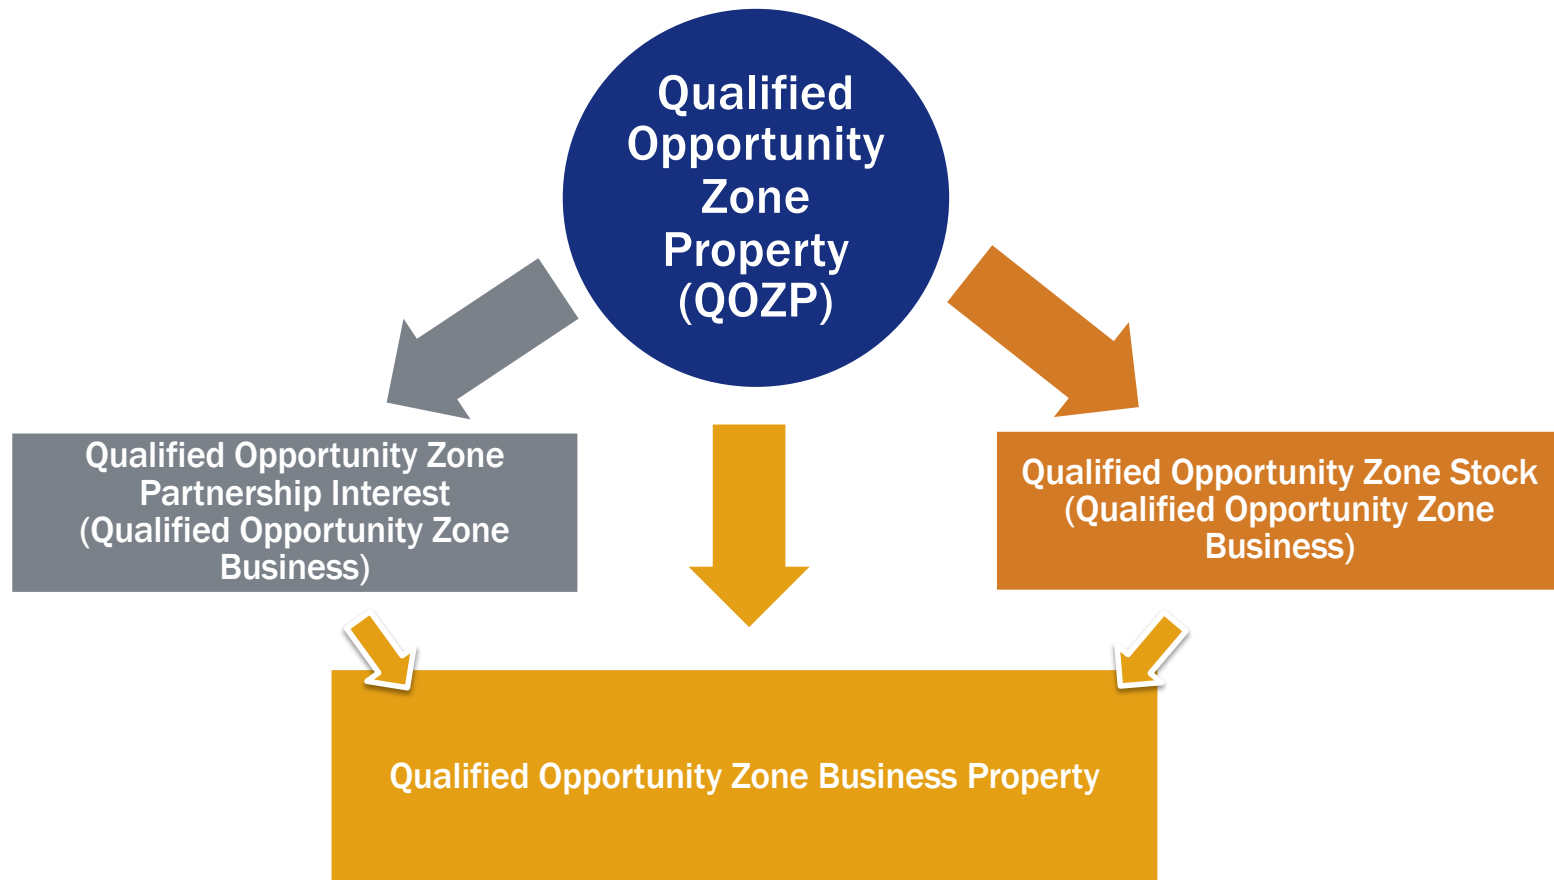 Qualified
Opportunity
Zone
Property
(QOZP)
Qualified Opportunity Zone
Partnership Interest
(Qualified Opportunity Zone
Business)
Qualified Opportunity Zone Stock
(Qualified Opportunity Zone
Business)
Qualified Opportunity Zone Business Property